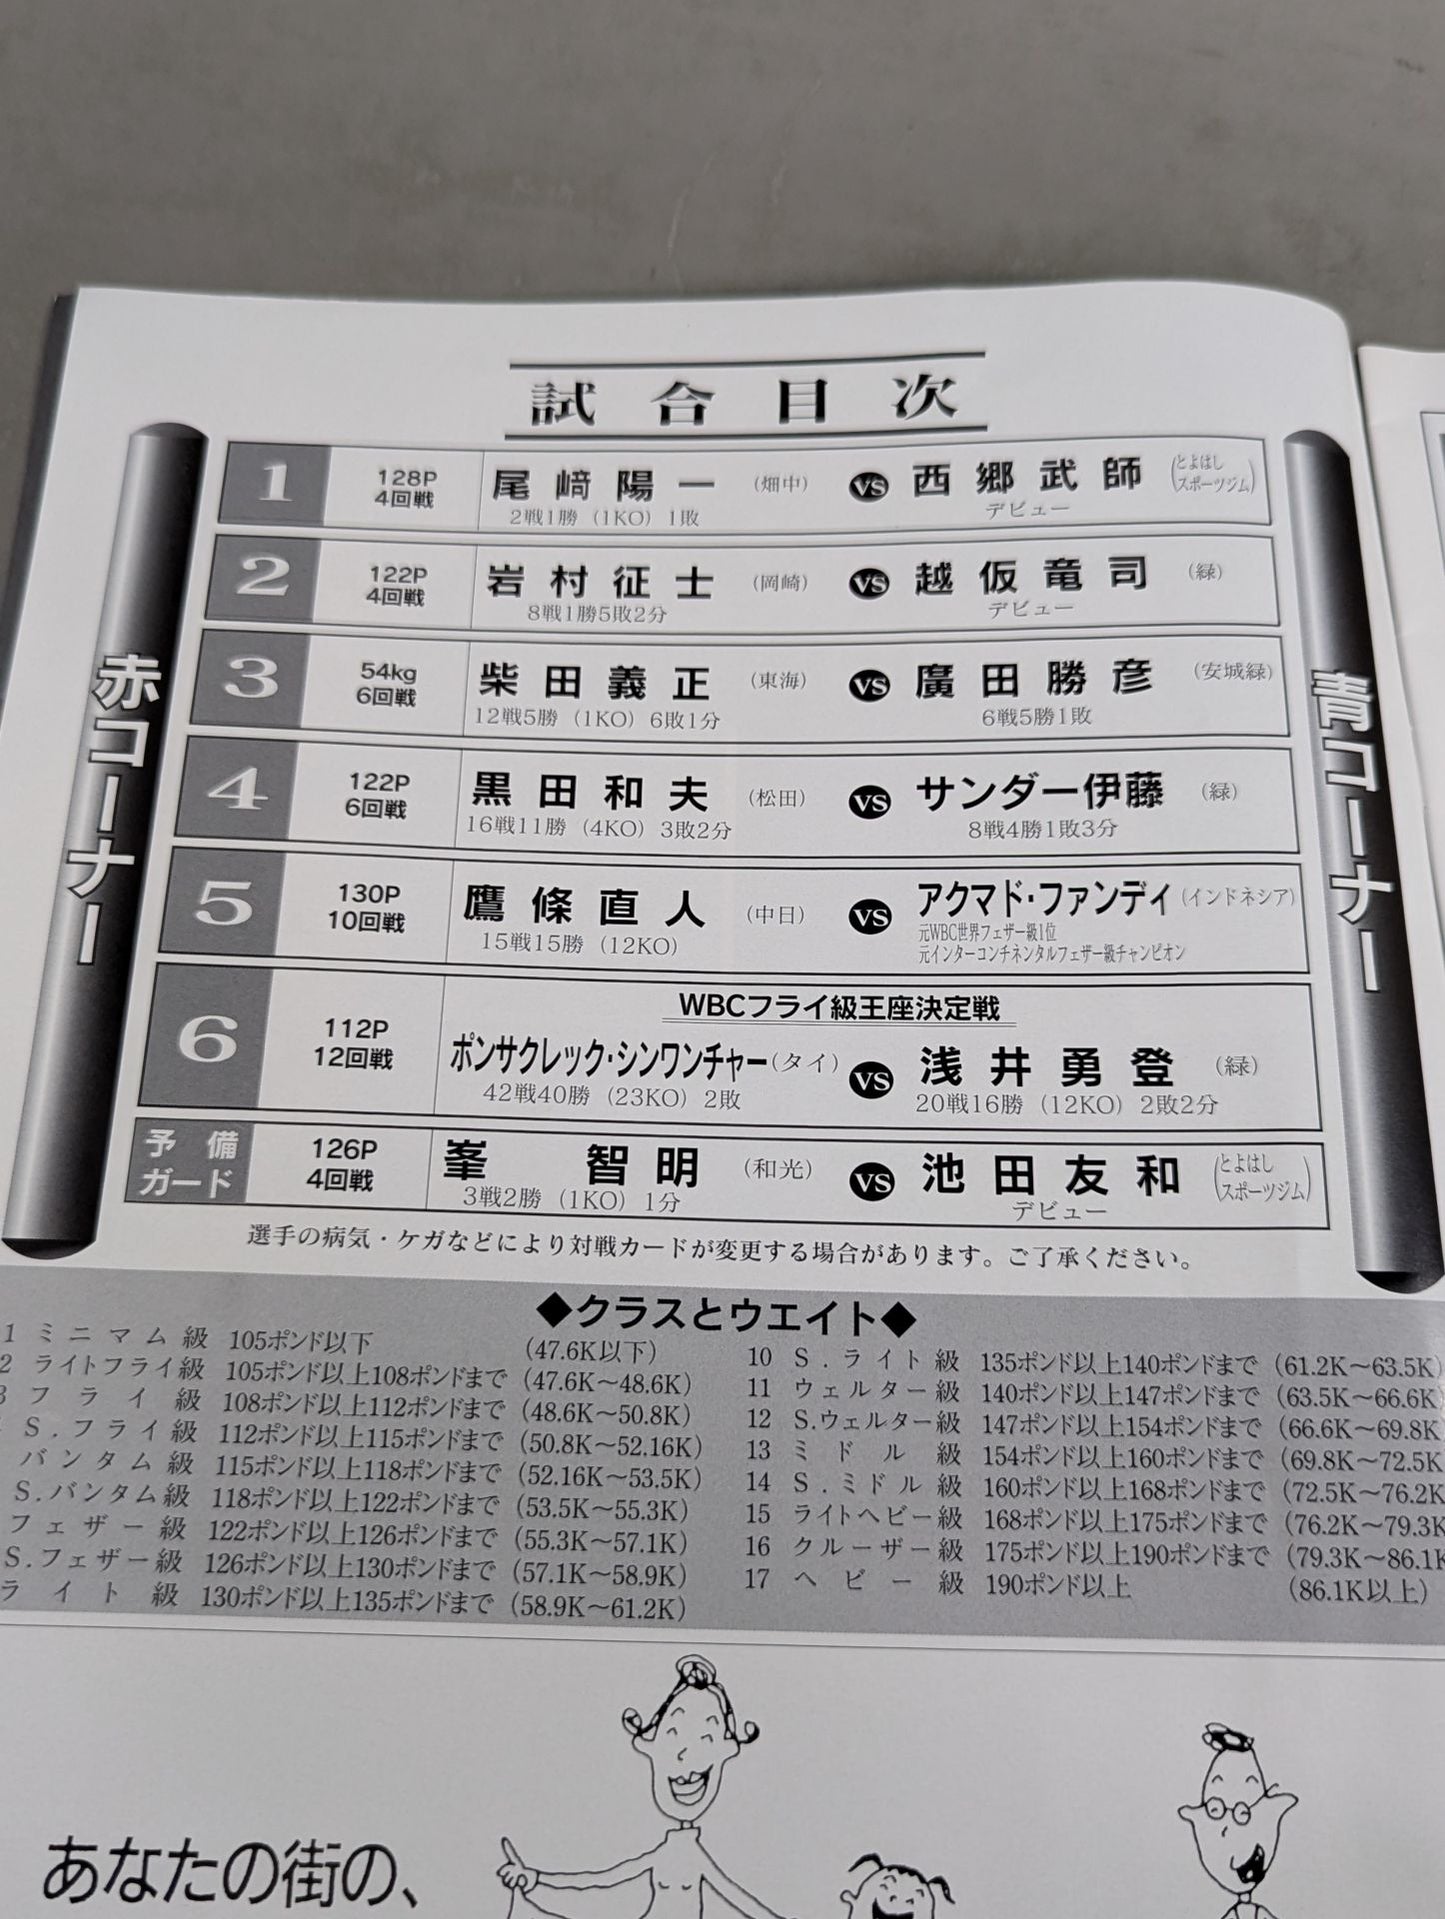 試合目次
赤コーナー
青コーナー
1 128P 4回戦 尾﨑陽一 (畑中) VS 西郷武師 (とよはしスポーツジム)
2戦1勝 (1KO) 1敗 デビュー
2 122P 4回戦 岩村征士 (岡崎) VS 越仮竜司 (緑)
8戦1勝5敗2分 デビュー
3 54kg 6回戦 柴田義正 (東海) VS 廣田勝彦 (安城緑)
12戦5勝 (1KO) 6敗1分 6戦5勝1敗
4 122P 6回戦 黒田和夫 (松田) VS サンダー伊藤 (緑)
16戦11勝 (4KO) 3敗2分 8戦4勝1敗3分
5 130P 10回戦 鷹條直人 (中日) VS アクマド・ファンディ (インドネシア)
15戦15勝 (12KO) 元WBC世界フェザー級1位
元インターコンチネンタルフェザー級チャンピオン
WBCフライ級王座決定戦
6 112P 12回戦 ポンサクレック・シンワンチャー (タイ) VS 浅井勇登 (緑)
42戦40勝 (23KO) 2敗 20戦16勝 (12KO) 2敗2分
予備カード 126P 4回戦 峯 智明 (和光) VS 池田友和 (とよはしスポーツジム)
3戦2勝 (1KO) 1分 デビュー
選手の病気・ケガなどにより対戦カードが変更する場合があります。ご了承ください。
◆クラスとウエイト◆
1 ミニマム級 105ポンド以下 (47.6K以下)
2 ライトフライ級 105ポンド以上108ポンドまで (47.6K〜48.6K)
3 フライ級 108ポンド以上112ポンドまで (48.6K〜50.8K)
S.フライ級 112ポンド以上115ポンドまで (50.8K〜52.16K)
バンタム級 115ポンド以上118ポンドまで (52.16K〜53.5K)
S.バンタム級 118ポンド以上122ポンドまで (53.5K〜55.3K)
フェザー級 122ポンド以上126ポンドまで (55.3K〜57.1K)
S.フェザー級 126ポンド以上130ポンドまで (57.1K〜58.9K)
ライト級 130ポンド以上135ポンドまで (58.9K〜61.2K)
10 S.ライト級 135ポンド以上140ポンドまで (61.2K〜63.5K)
11 ウェルター級 140ポンド以上147ポンドまで (63.5K〜66.6K)
12 S.ウェルター級 147ポンド以上154ポンドまで (66.6K〜69.8K
13 ミドル級 154ポンド以上160ポンドまで (69.8K〜72.5K
14 S.ミドル級 160ポンド以上168ポンドまで (72.5K〜76.2K
15 ライトヘビー級 168ポンド以上175ポンドまで (76.2K〜79.3K
16 クルーザー級 175ポンド以上190ポンドまで (79.3K〜86.1K
17 ヘビー級 190ポンド以上 (86.1K以上)
あなたの街の、